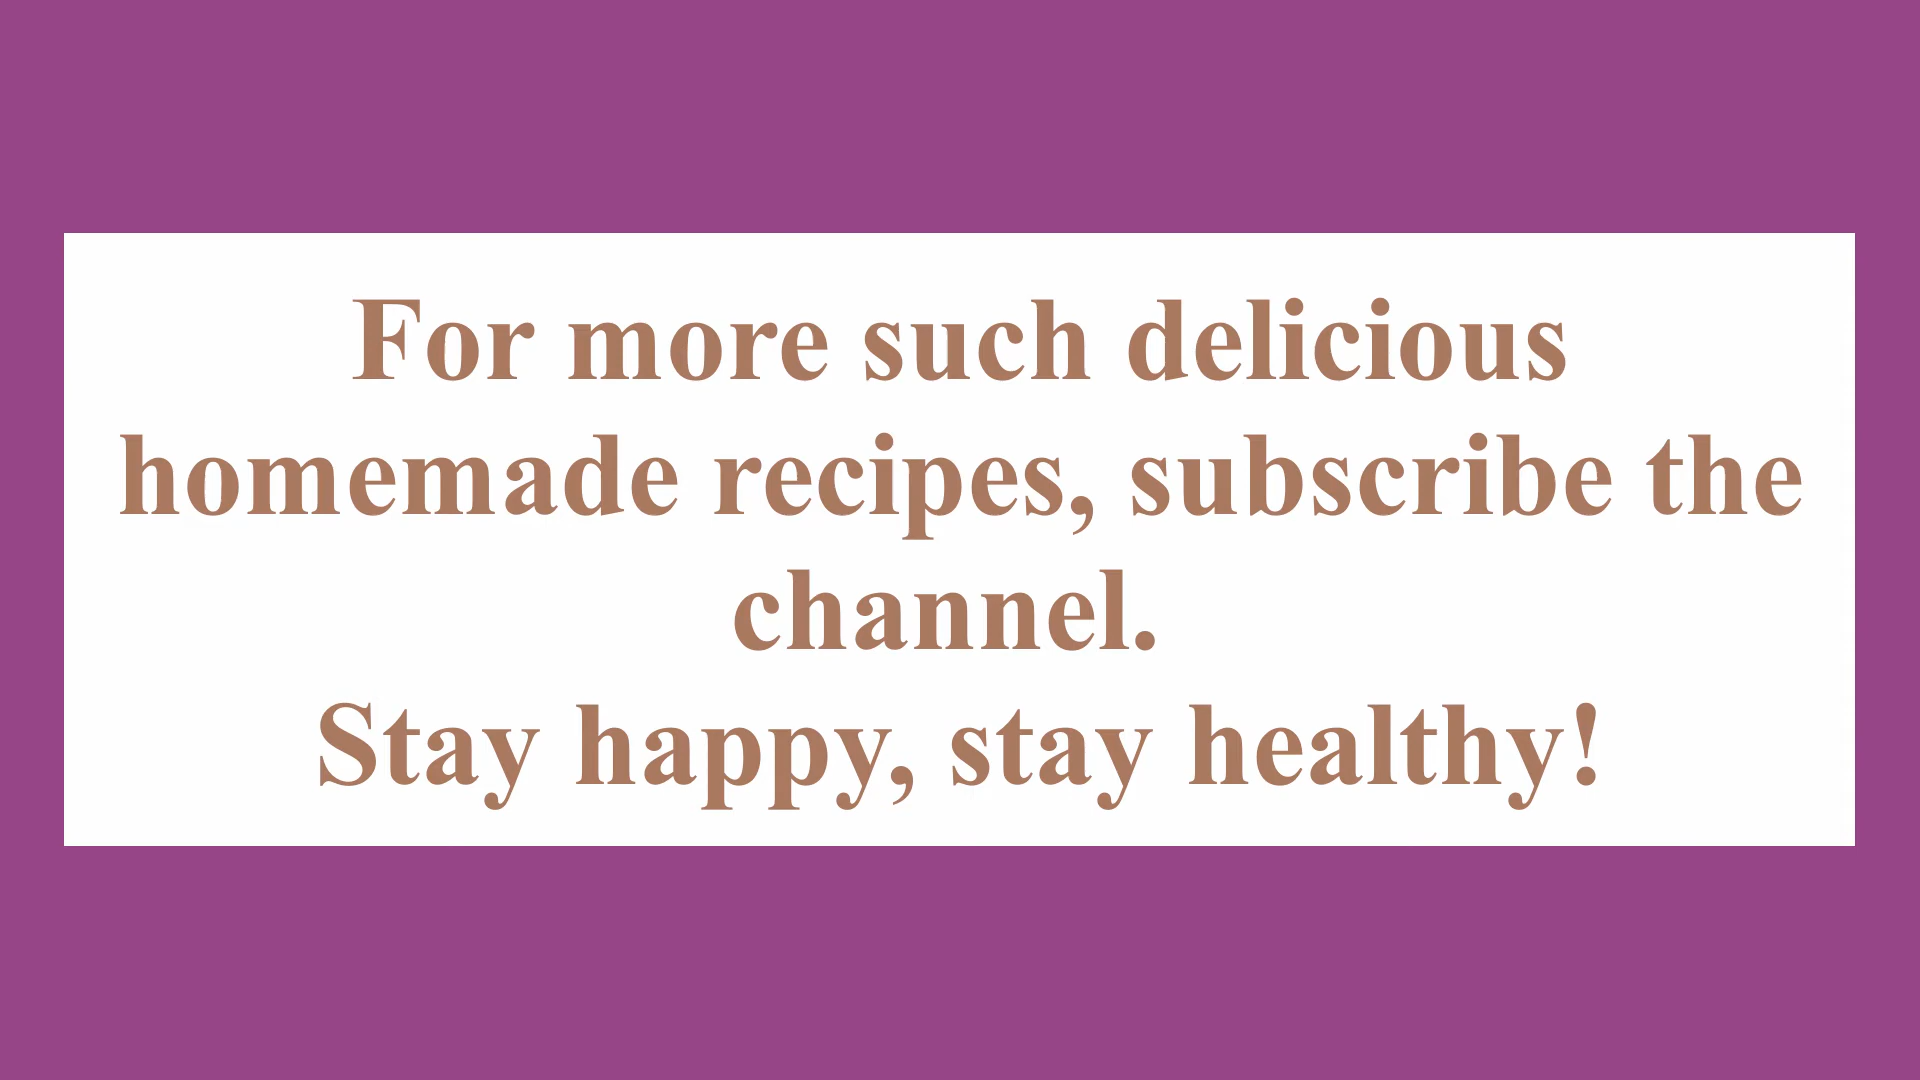 For more such delicious
homemade recipes, subscribe the
channel.
Stay happy, stay healthy!